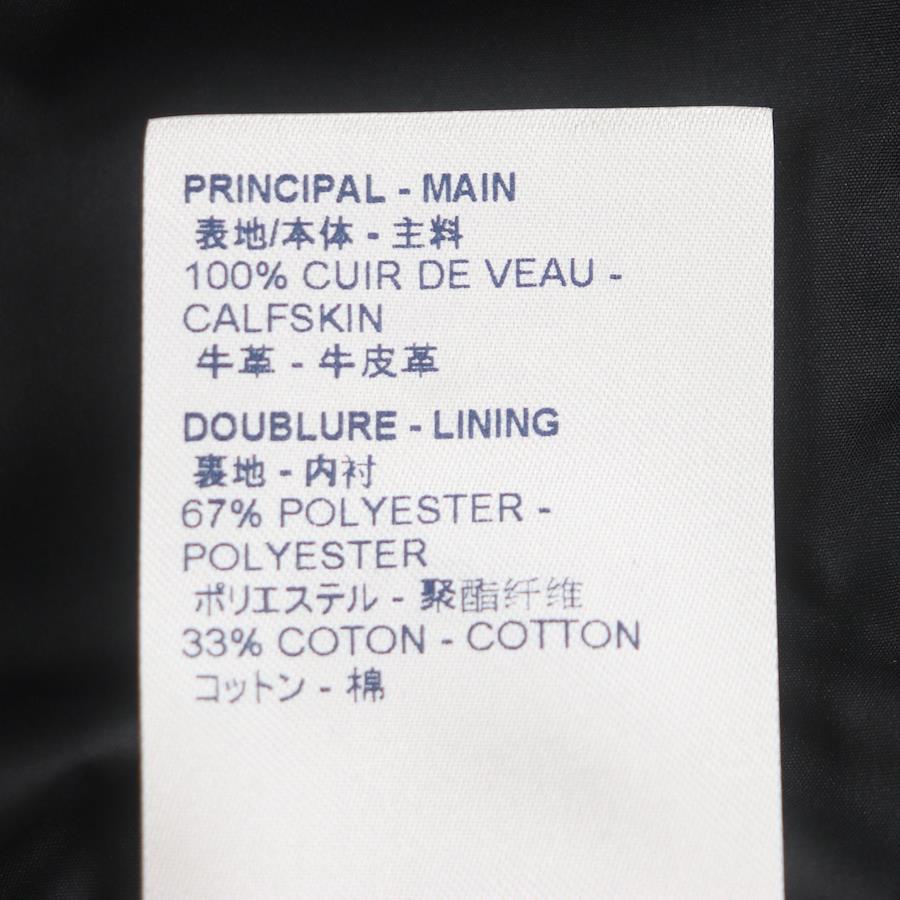 PRINCIPAL - MAIN
表地/本体 - 主料
100% CUIR DE VEAU -
CALFSKIN
牛革 - 牛皮革
DOUBLURE - LINING
裏地 - 内衬
67% POLYESTER -
POLYESTER
ポリエステル - 聚酯纤维
33% COTON - COTTON
コットン - 棉